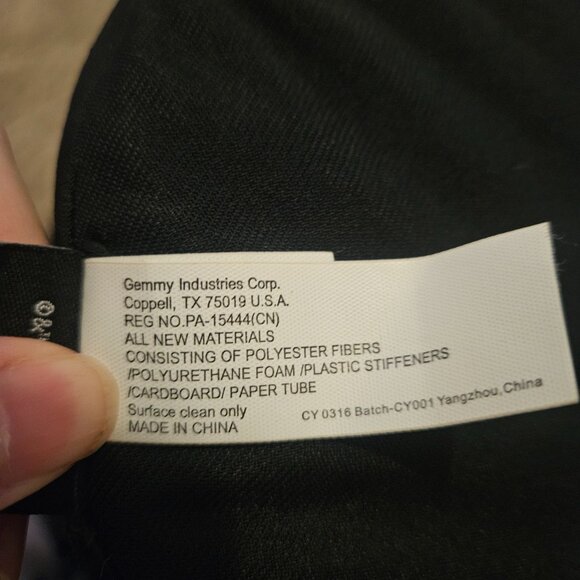 Gemmy Industries Corp.
Coppell, TX 75019 U.S.A.
REG NO.PA-15444(CN)
ALL NEW MATERIALS
CONSISTING OF POLYESTER FIBERS
/POLYURETHANE FOAM /PLASTIC STIFFENERS
/CARDBOARD/ PAPER TUBE
Surface clean only
MADE IN CHINA
CY 0316 Batch-CY001 Yangzhou,China